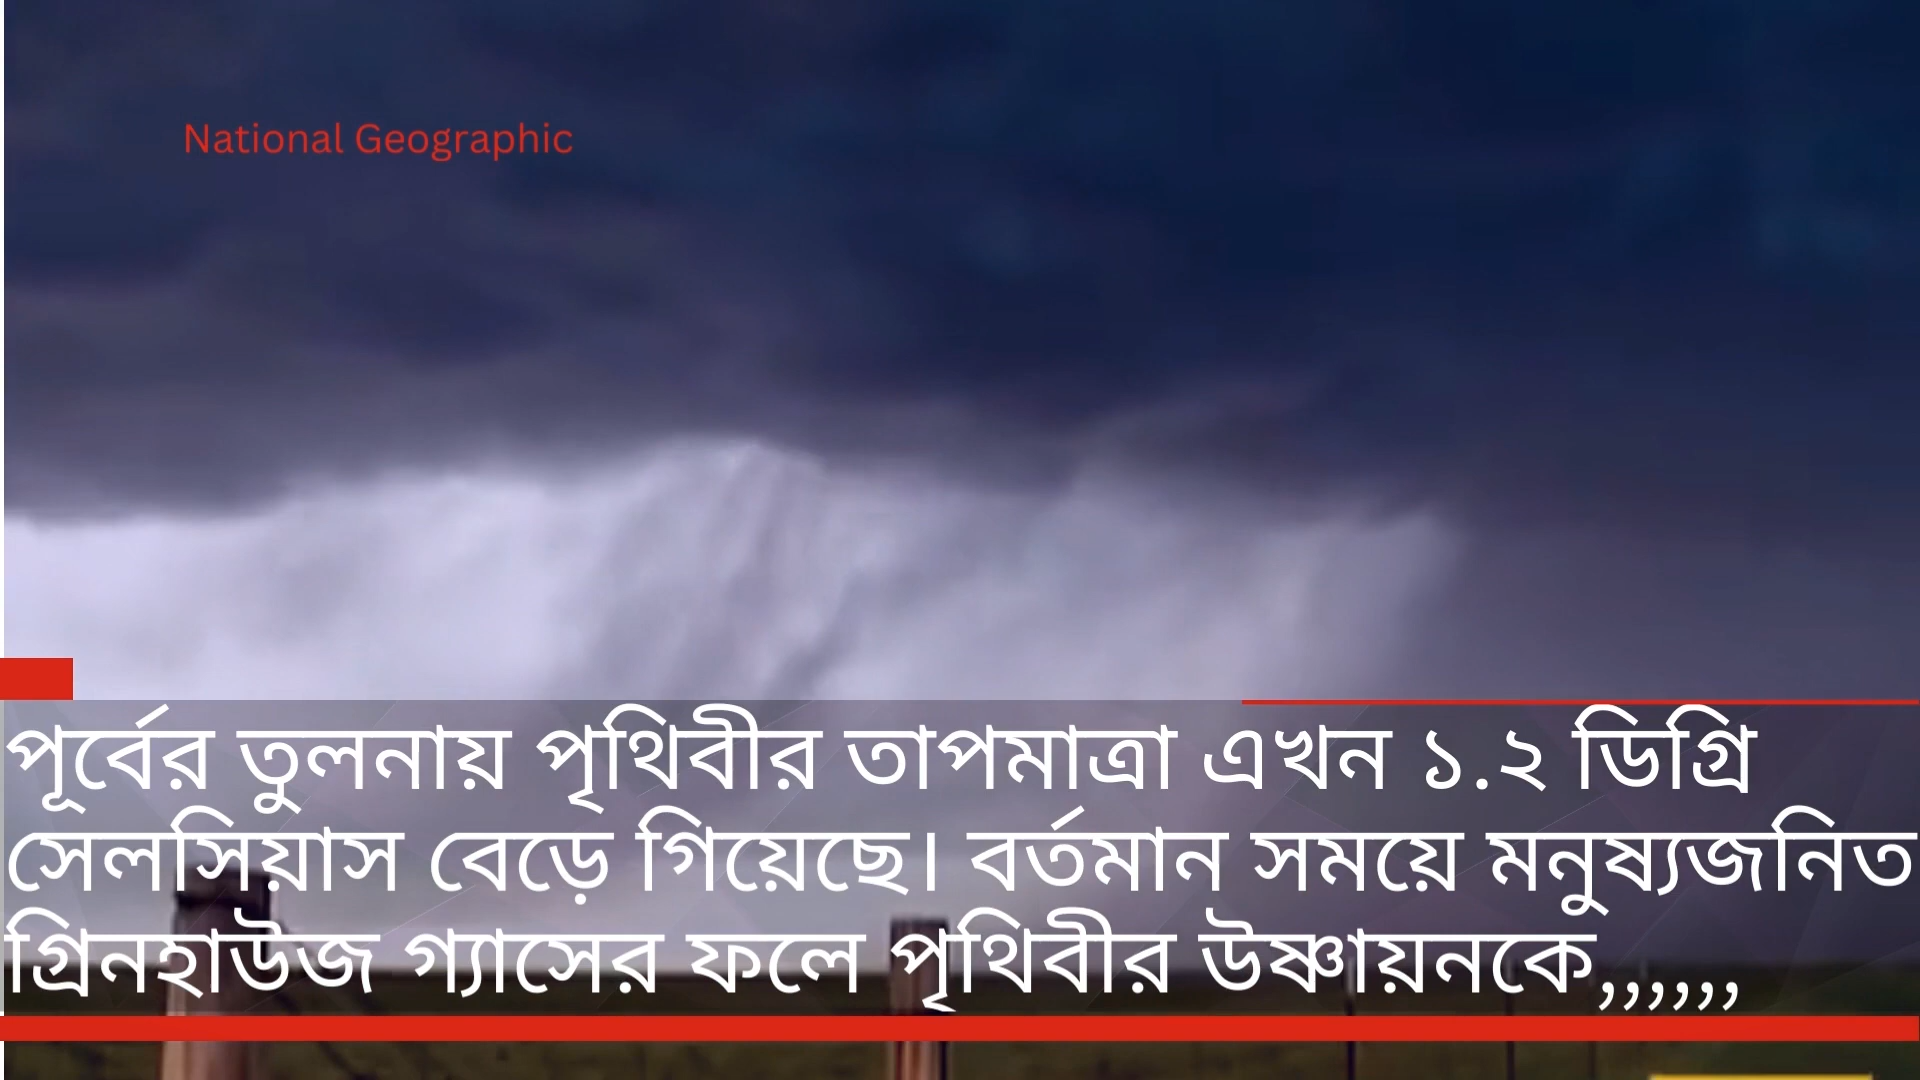 National Geographic
পূর্বের তুলনায় পৃথিবীর তাপমাত্রা এখন ১.২ ডিগ্রি
সেলসিয়াস বেড়ে গিয়েছে। বর্তমান সময়ে মনুষ্যজনিত
গ্রিনহাউজ গ্যাসের ফলে পৃথিবীর উষ্ণায়নকে,,,,,,